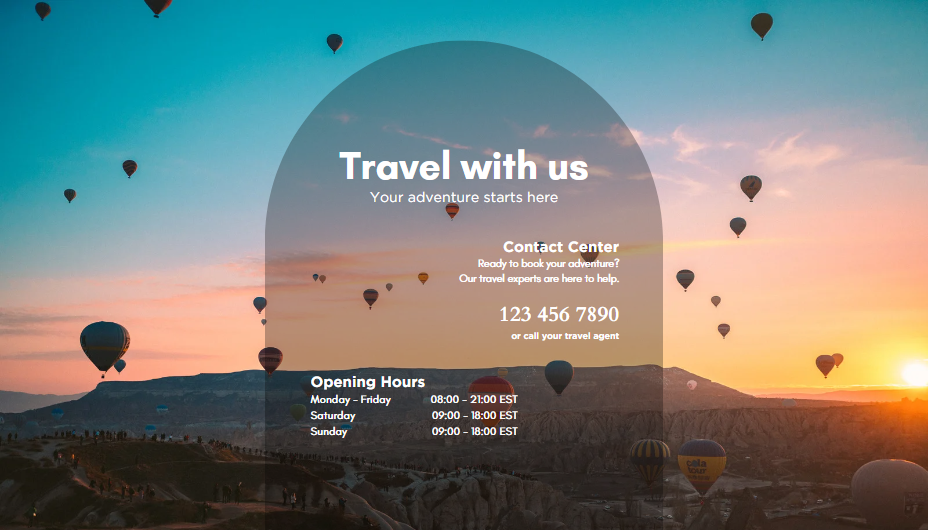 Travel with us
Your adventure starts here
Contact Center
Ready to book your adventure?
Our travel experts are here to help.
123 456 7890
or call your travel agent
Opening Hours
Monday - Friday 08:00 - 21:00 EST
Saturday 09:00 - 18:00 EST
Sunday 09:00 - 18:00 EST